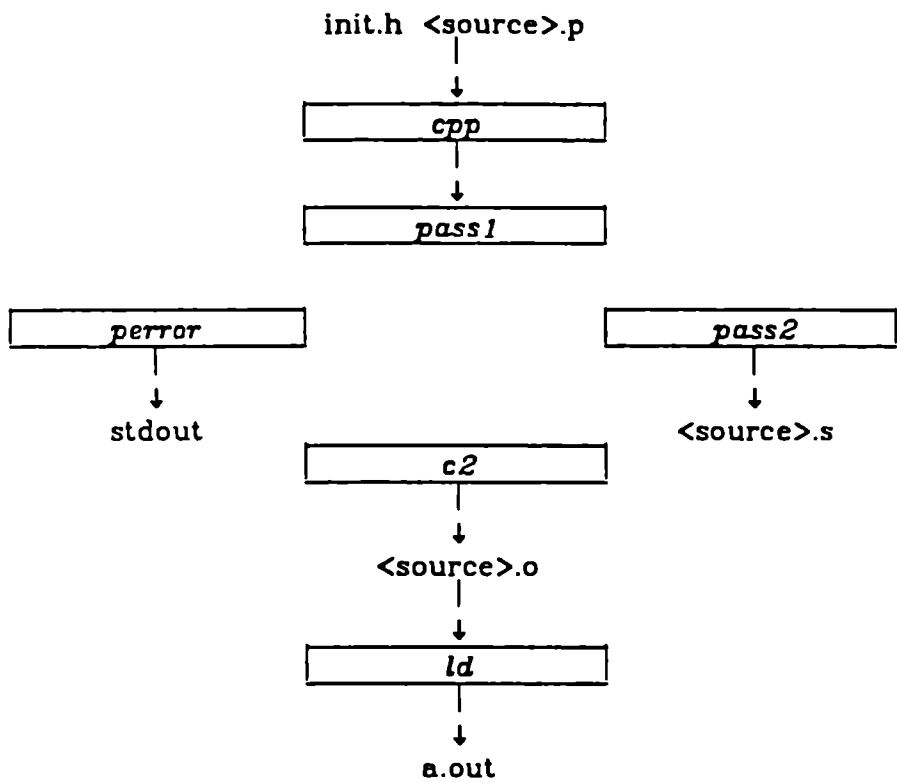 init.h <source>.p
cpp
pass1
perror
pass2
stdout
<source>.s
c2
<source>.o
ld
a.out